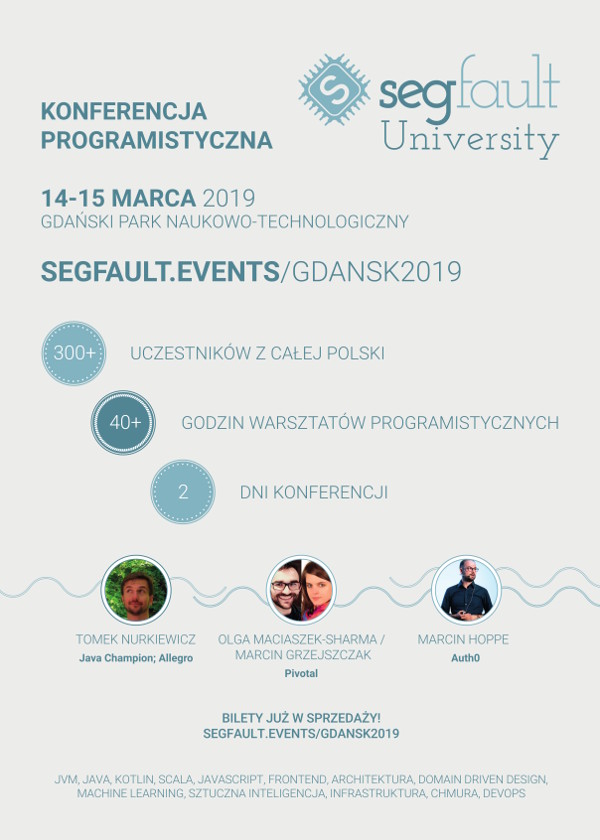 segfault
University
KONFERENCJA
PROGRAMISTYCZNA
14-15 MARCA 2019
GDAŃSKI PARK NAUKOWO-TECHNOLOGICZNY
SEGFAULT.EVENTS/GDANSK2019
300+ UCZESTNIKÓW Z CAŁEJ POLSKI
40+ GODZIN WARSZTATÓW PROGRAMISTYCZNYCH
2 DNI KONFERENCJI
TOMEK NURKIEWICZ
Java Champion; Allegro
OLGA MACIASZEK-SHARMA /
MARCIN GRZEJSZCZAK
Pivotal
MARCIN HOPPE
Auth0
BILETY JUŻ W SPRZEDAŻY!
SEGFAULT.EVENTS/GDANSK2019
JVM, JAVA, KOTLIN, SCALA, JAVASCRIPT, FRONTEND, ARCHITEKTURA, DOMAIN DRIVEN DESIGN,
MACHINE LEARNING, SZTUCZNA INTELIGENCJA, INFRASTRUKTURA, CHMURA, DEVOPS